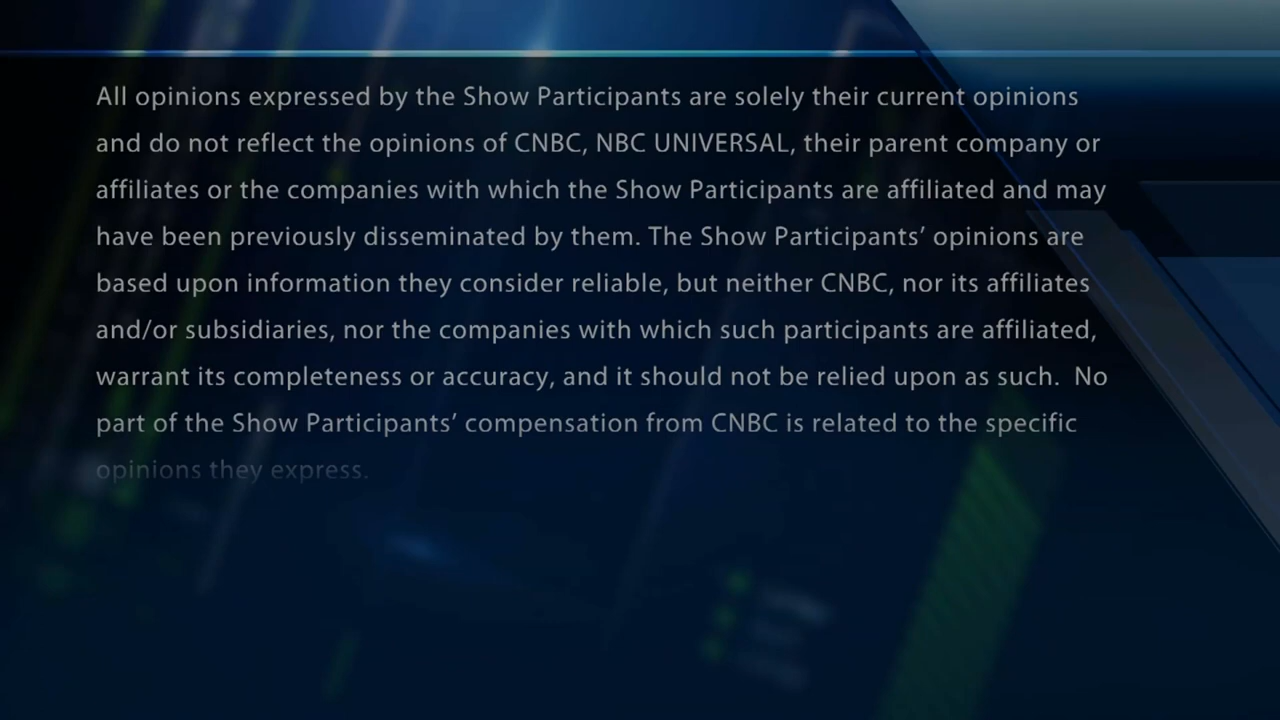 All opinions expressed by the Show Participants are solely their current opinions
and do not reflect the opinions of CNBC, NBC UNIVERSAL, their parent company or
affiliates or the companies with which the Show Participants are affiliated and may
have been previously disseminated by them. The Show Participants’ opinions are
based upon information they consider reliable, but neither CNBC, nor its affiliates
and/or subsidiaries, nor the companies with which such participants are affiliated,
warrant its completeness or accuracy, and it should not be relied upon as such.  No
part of the Show Participants’ compensation from CNBC is related to the specific
opinions they express.